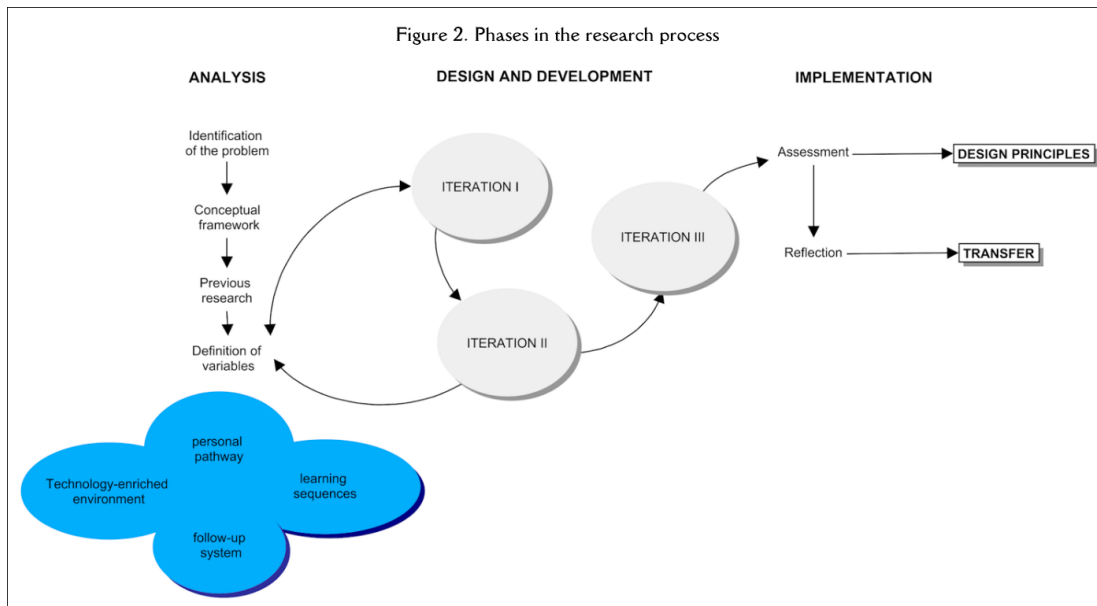 Figure 2. Phases in the research process
ANALYSIS
DESIGN AND DEVELOPMENT
IMPLEMENTATION
Identification
of the problem
Conceptual
framework
Previous
research
Definition of
variables
personal
pathway
Technology-enriched
environment
learning
sequences
follow-up
system
ITERATION I
ITERATION II
ITERATION III
Assessment
DESIGN PRINCIPLES
Reflection
TRANSFER